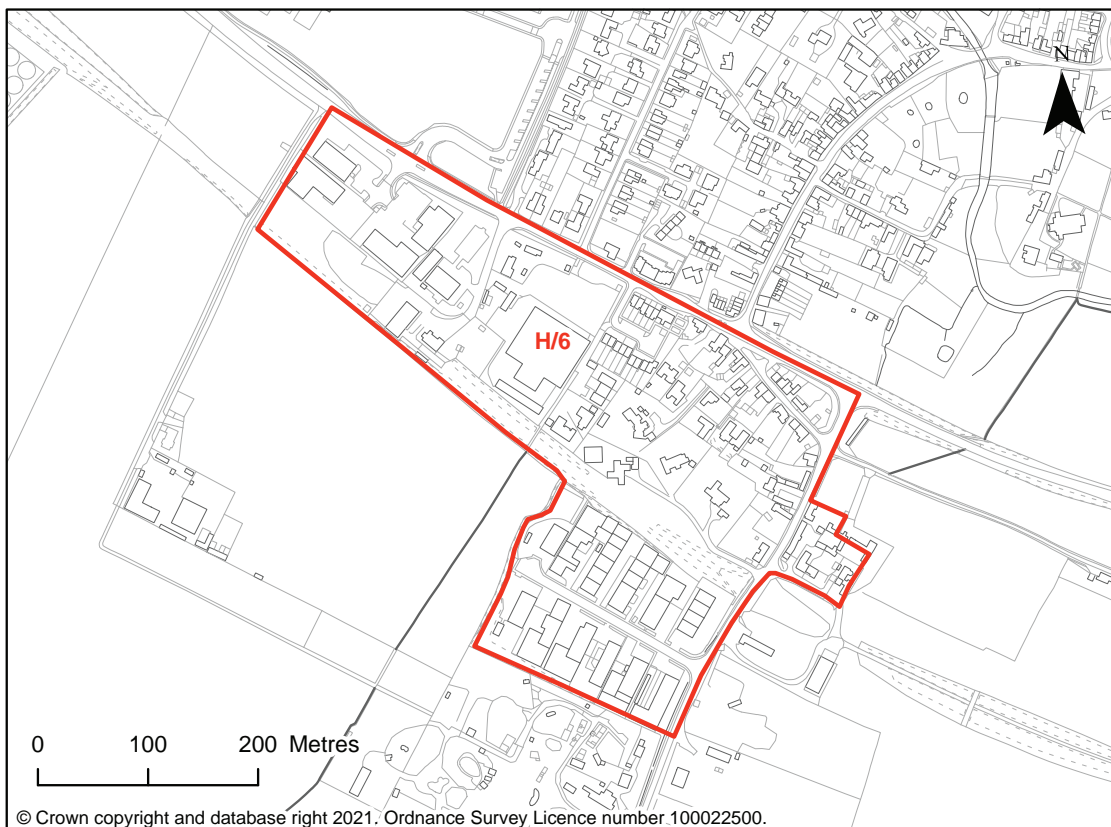 N
H/6
0 100 200 Metres
© Crown copyright and database right 2021. Ordnance Survey Licence number 100022500.